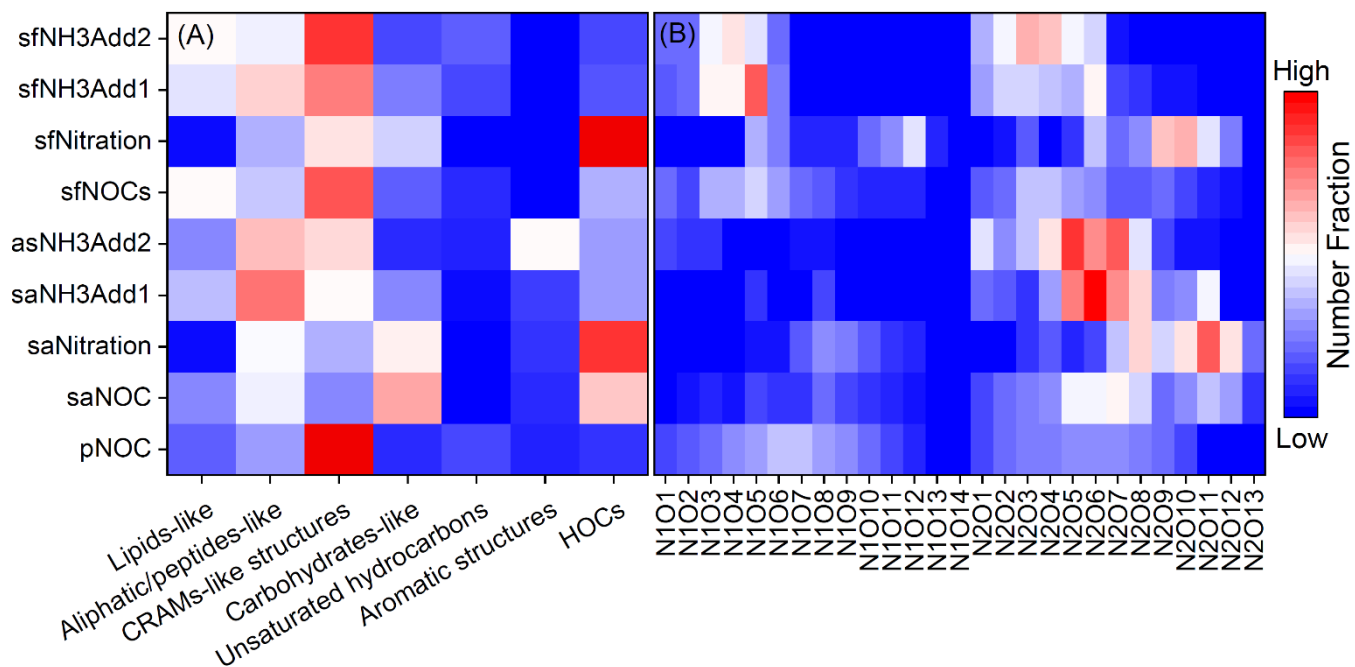 (A)
(B)
sfNH3Add2
sfNH3Add1
sfNitration
sfNOCs
asNH3Add2
saNH3Add1
saNitration
saNOC
pNOC
Lipids-like
Aliphatic/peptides-like
CRAMs-like structures
Carbohydrates-like
Unsaturated hydrocarbons
Aromatic structures
HOCs
N1O1
N1O2
N1O3
N1O4
N1O5
N1O6
N1O7
N1O8
N1O9
N1O10
N1O11
N1O12
N1O13
N1O14
N2O1
N2O2
N2O3
N2O4
N2O5
N2O6
N2O7
N2O8
N2O9
N2O10
N2O11
N2O12
N2O13
High
Number Fraction
Low